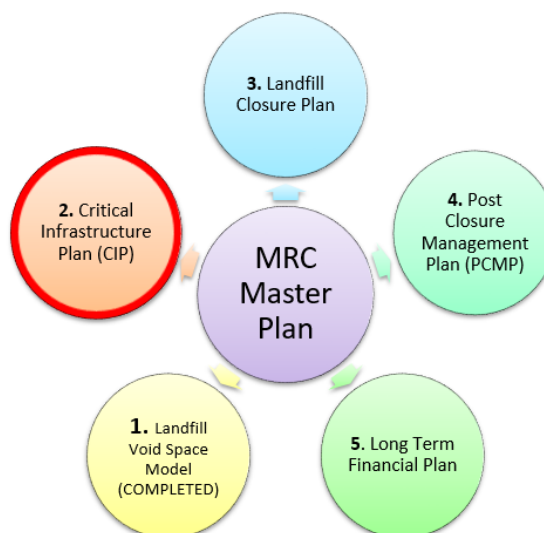 3. Landfill
Closure Plan
2. Critical
Infrastructure
Plan (CIP)
4. Post
Closure
Management
Plan (PCMP)
MRC
Master
Plan
1. Landfill
Void Space
Model
(COMPLETED)
5. Long Term
Financial Plan